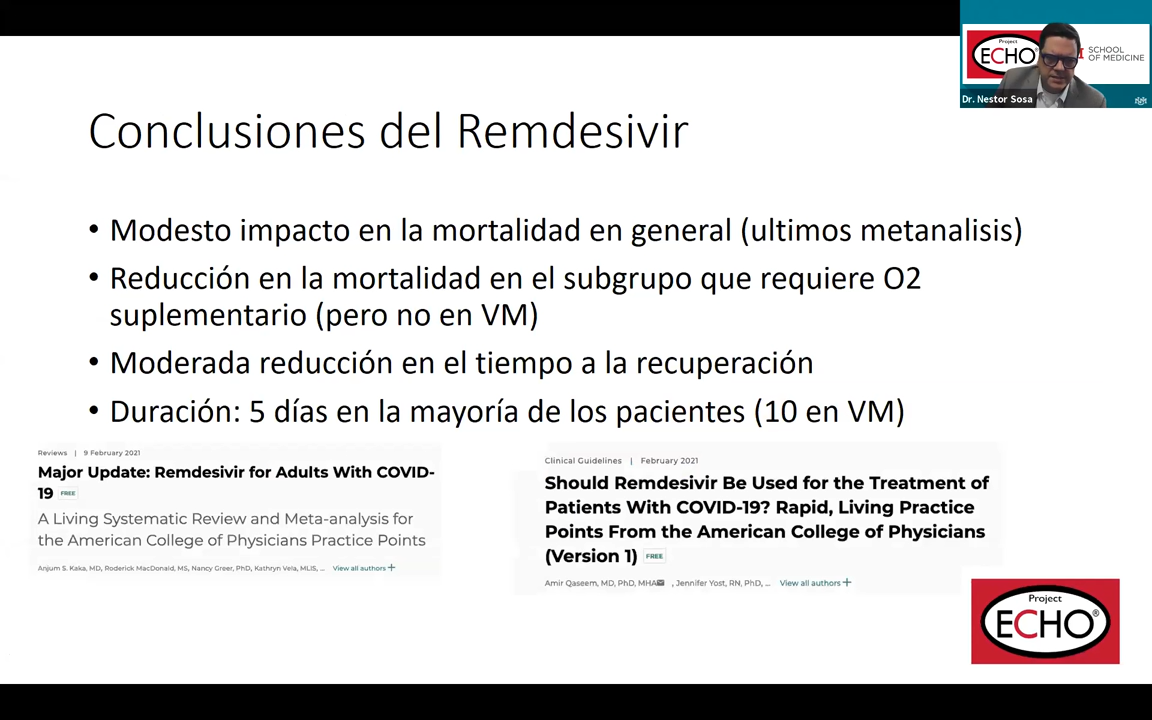 Project
ECHO
SCHOOL
OF MEDICINE
Dr. Nestor Sosa
Conclusiones del Remdesivir
• Modesto impacto en la mortalidad en general (ultimos metanalisis)
• Reducción en la mortalidad en el subgrupo que requiere O2
suplementario (pero no en VM)
• Moderada reducción en el tiempo a la recuperación
• Duración: 5 días en la mayoría de los pacientes (10 en VM)
Reviews | 9 February 2021
Major Update: Remdesivir for Adults With COVID-
19 FREE
A Living Systematic Review and Meta-analysis for
the American College of Physicians Practice Points
Anjum S. Kaka, MD, Roderick MacDonald, MS, Nancy Greer, PhD, Kathryn Vela, MLIS, ... View all authors +
Clinical Guidelines | February 2021
Should Remdesivir Be Used for the Treatment of
Patients With COVID-19? Rapid, Living Practice
Points From the American College of Physicians
(Version 1) FREE
Amir Qaseem, MD, PhD, MHA , Jennifer Yost, RN, PhD, ... View all authors +
Project
ECHO®